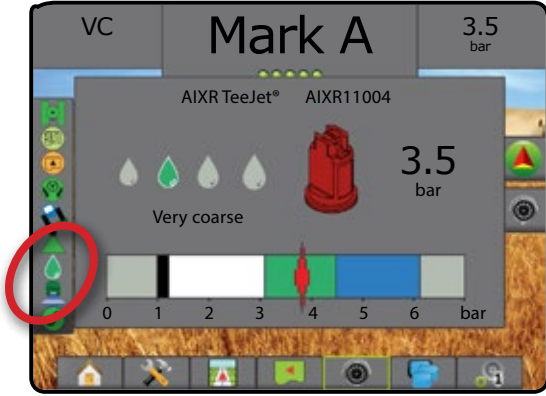 VC
Mark A
3.5
bar
AIXR TeeJet® AIXR11004
3.5
bar
Very coarse
0 1 2 3 4 5 6 bar
1